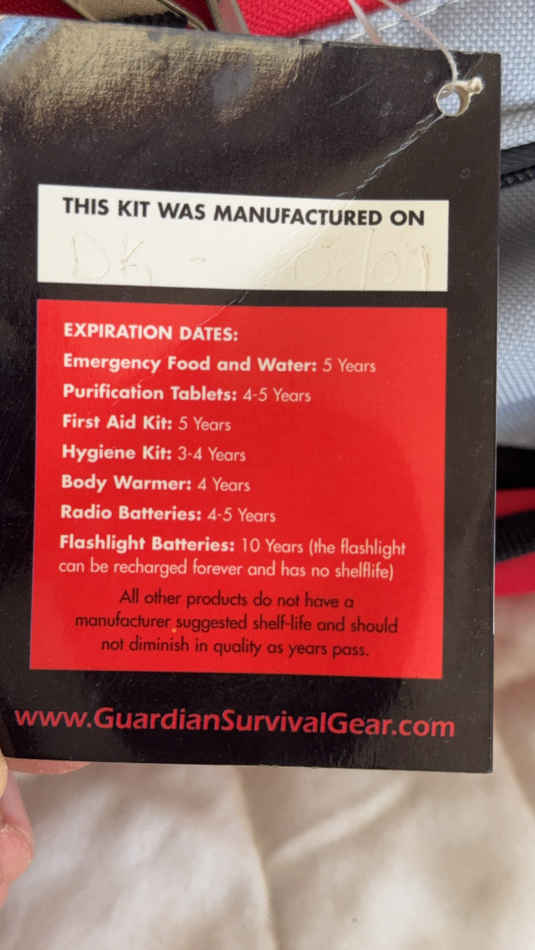 THIS KIT WAS MANUFACTURED ON
DK -
EXPIRATION DATES:
Emergency Food and Water: 5 Years
Purification Tablets: 4-5 Years
First Aid Kit: 5 Years
Hygiene Kit: 3-4 Years
Body Warmer: 4 Years
Radio Batteries: 4-5 Years
Flashlight Batteries: 10 Years (the flashlight
can be recharged forever and has no shelflife)
All other products do not have a
manufacturer suggested shelf-life and should
not diminish in quality as years pass.
www.GuardianSurvivalGear.com